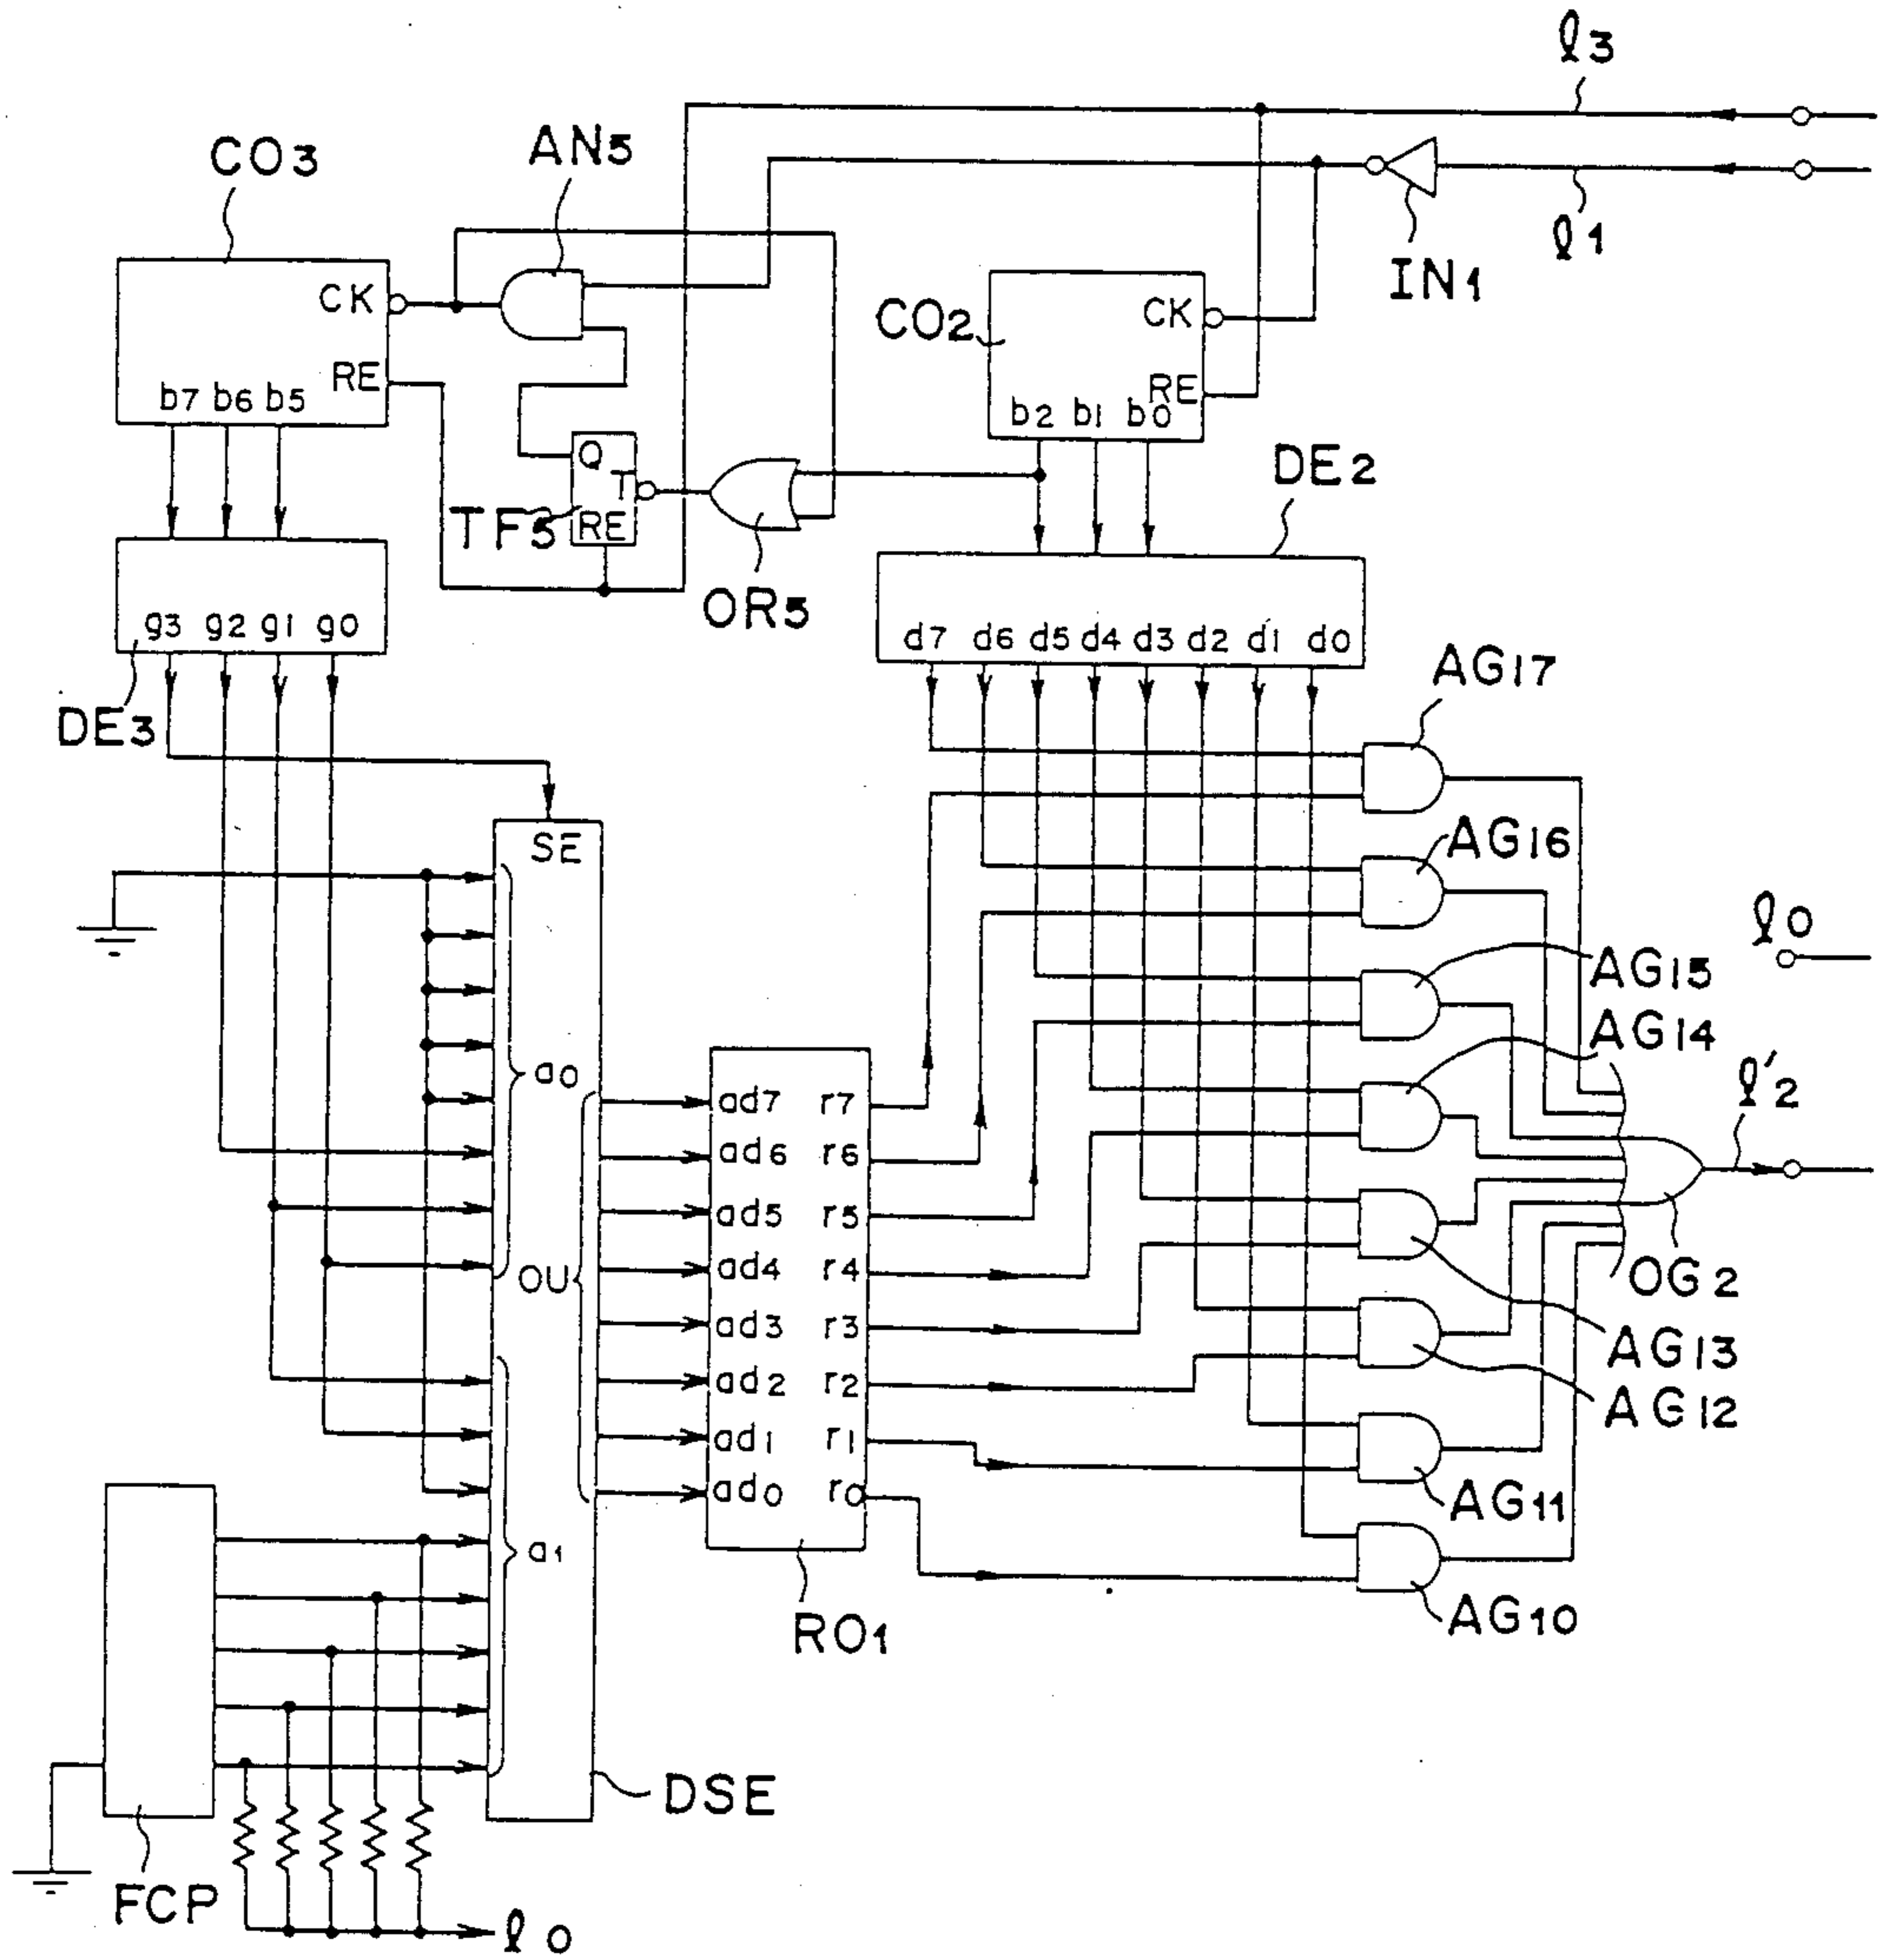 ℓ3
CO3
AN5
ℓ1
IN1
CK
RE
b7 b6 b5
CO2
CK
RE
b2 b1 b0
Q
T
RE
TF5
OR5
DE2
g3 g2 g1 g0
DE3
d7 d6 d5 d4 d3 d2 d1 d0
AG17
SE
AG16
ℓ0
AG15
AG14
a0
ℓ'2
ad7 r7
ad6 r6
ad5 r5
ad4 r4
ad3 r3
ad2 r2
ad1 r1
ad0 r0
OU
OG2
AG13
AG12
AG11
a1
RO1
AG10
DSE
FCP
ℓ0